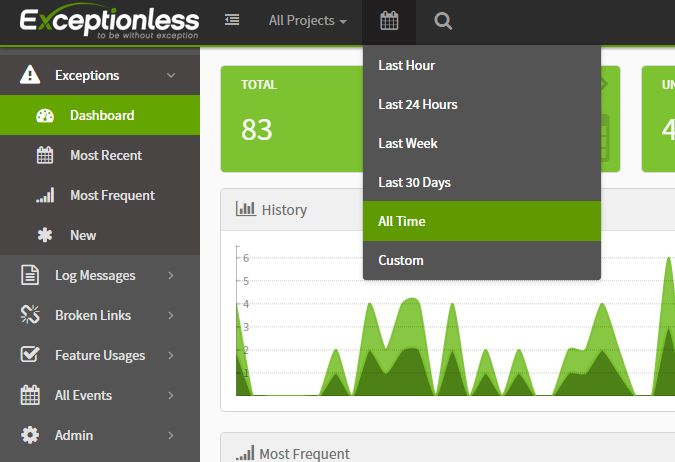 Exceptionless
to be without exception
All Projects
Last Hour
Last 24 Hours
Last Week
Last 30 Days
All Time
Custom
Exceptions
Dashboard
Most Recent
Most Frequent
New
Log Messages
Broken Links
Feature Usages
All Events
Admin
TOTAL
83
UN
4
History
6
5
4
3
2
1
Most Frequent